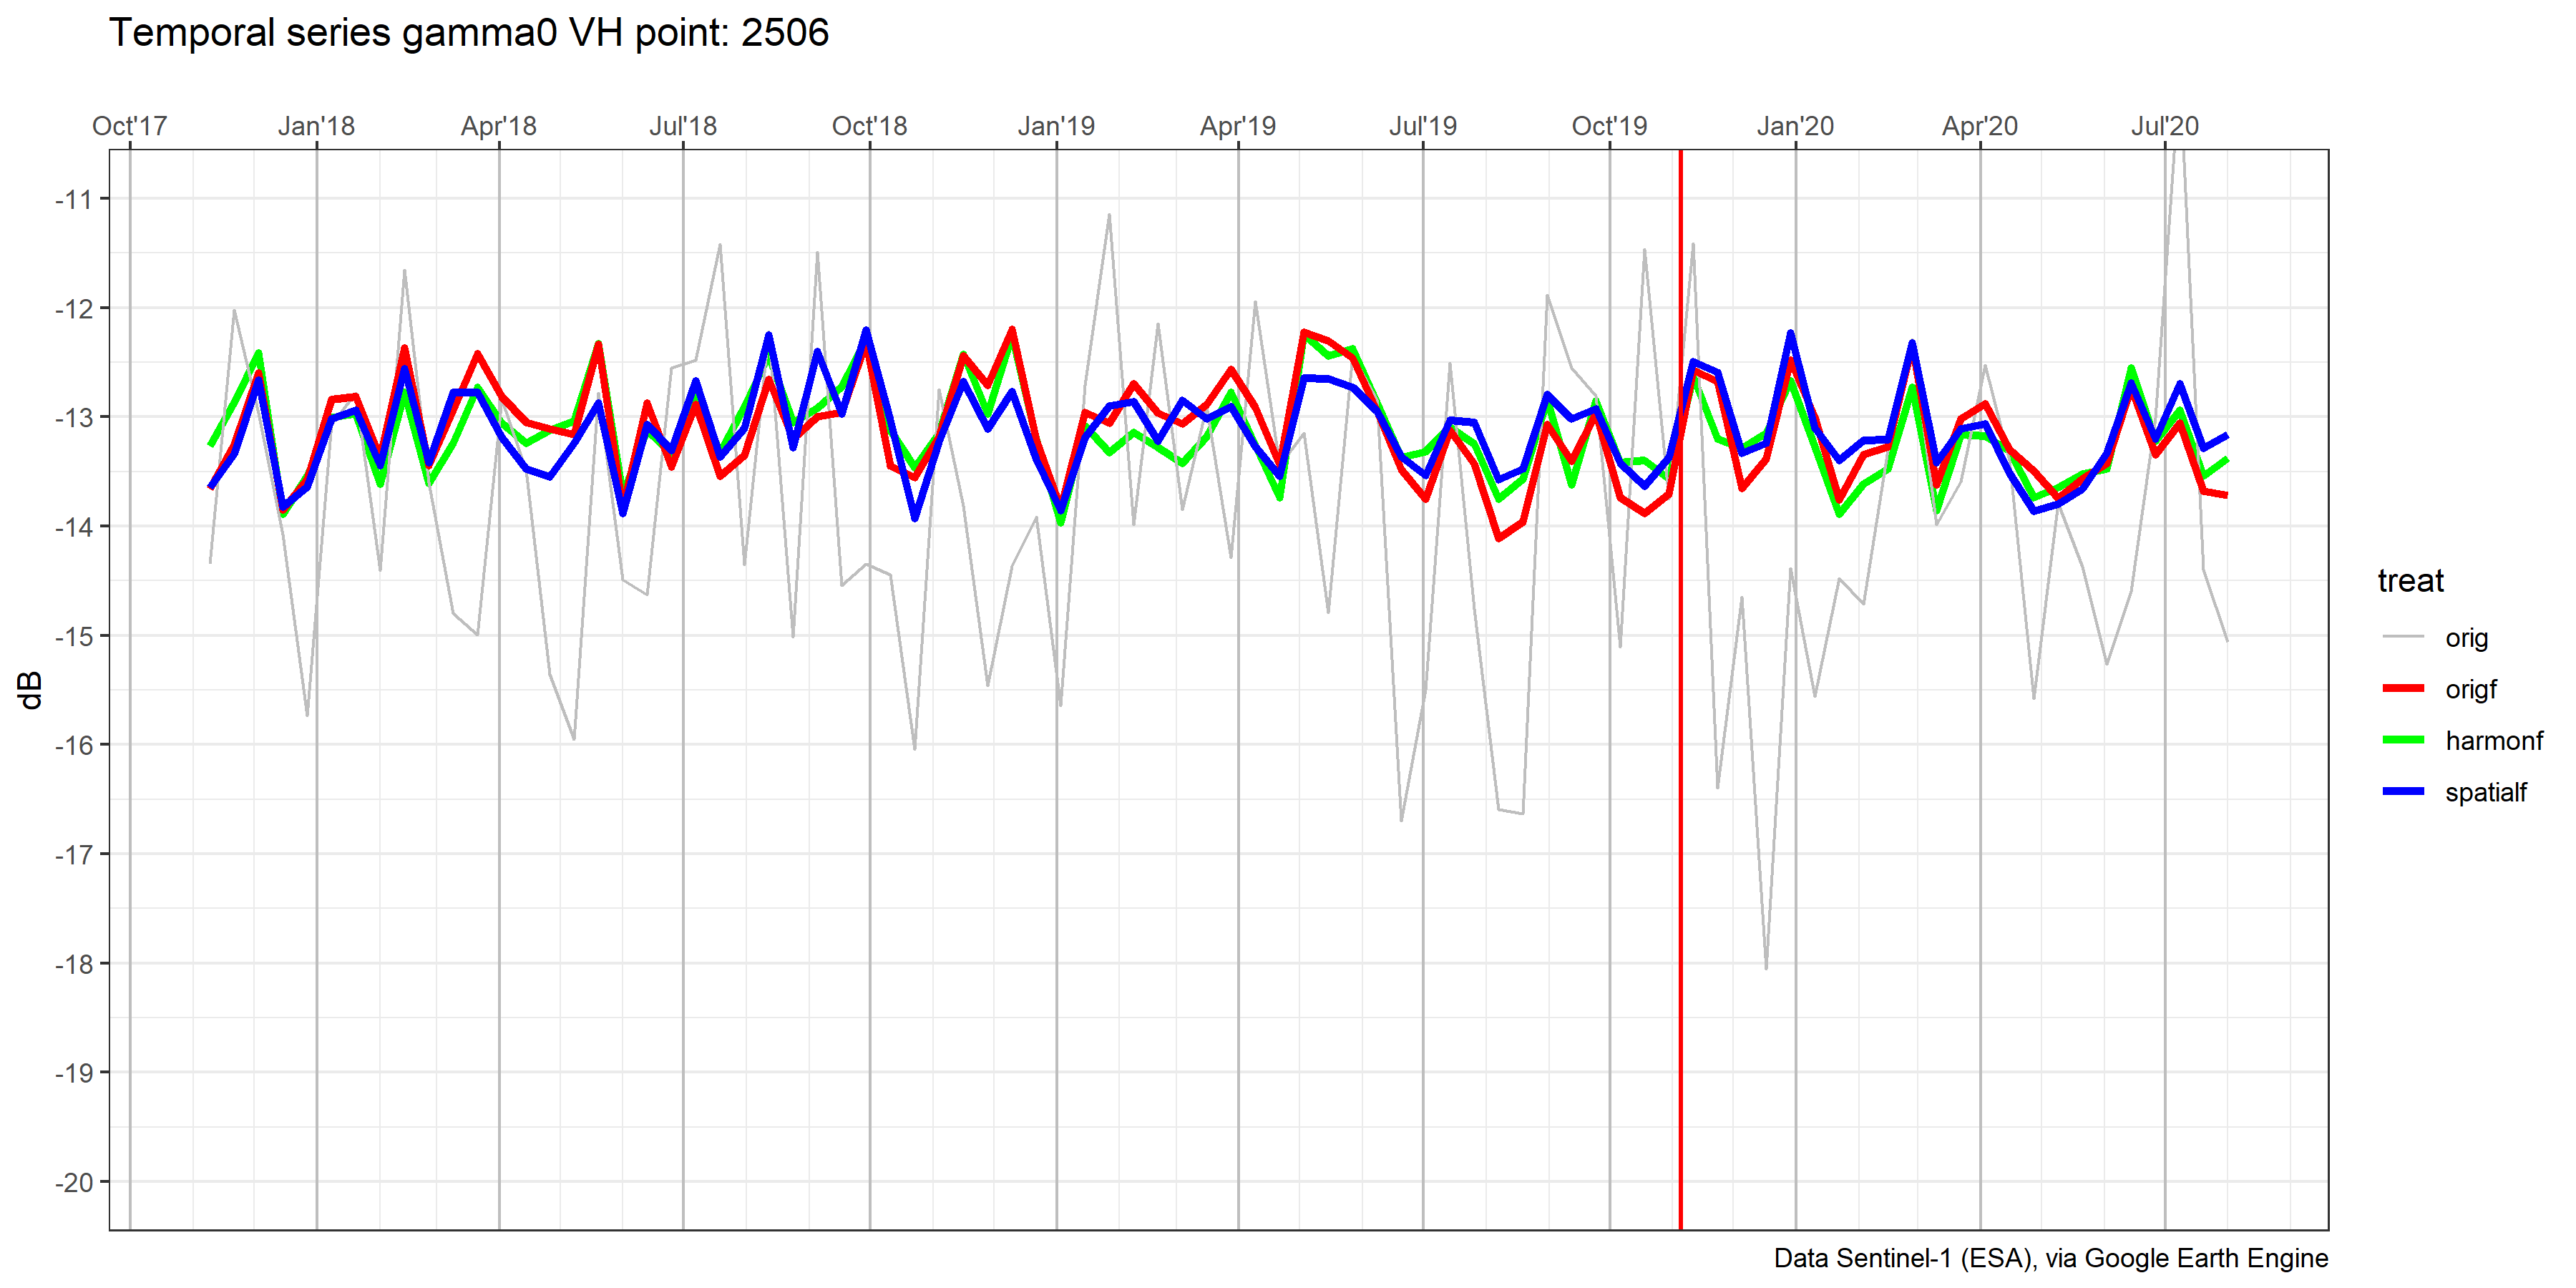 Temporal series gamma0 VH point: 2506
Oct'17 Jan'18 Apr'18 Jul'18 Oct'18 Jan'19 Apr'19 Jul'19 Oct'19 Jan'20 Apr'20 Jul'20
-11
-12
-13
-14
-15
-16
-17
-18
-19
-20
dB
treat
orig
origf
harmonf
spatialf
Data Sentinel-1 (ESA), via Google Earth Engine